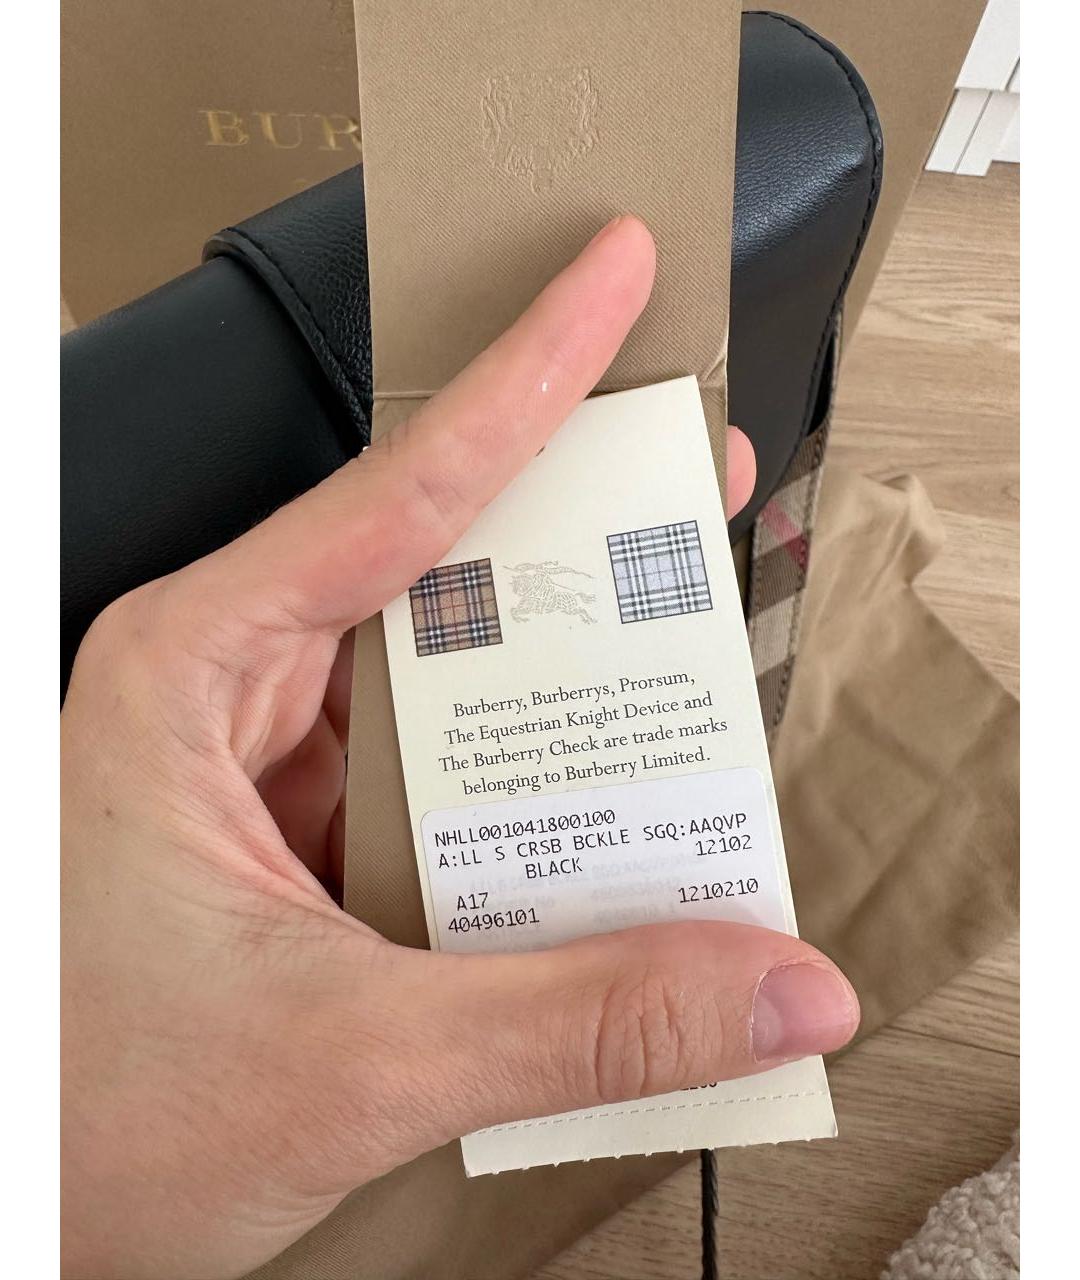 BUR
Burberry, Burberrys, Prorsum,
The Equestrian Knight Device and
The Burberry Check are trade marks
belonging to Burberry Limited.
NHLL001041800100
A:LL S CRSB BCKLE SGQ:AAQVP
BLACK 12102
A17
40496101 1210210